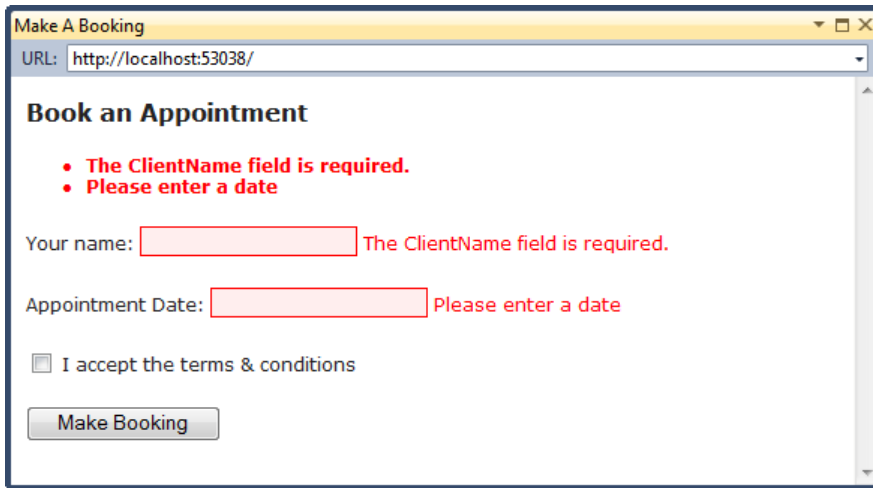 Make A Booking
URL: http://localhost:53038/
Book an Appointment
• The ClientName field is required.
• Please enter a date
Your name: The ClientName field is required.
Appointment Date: Please enter a date
I accept the terms & conditions
Make Booking